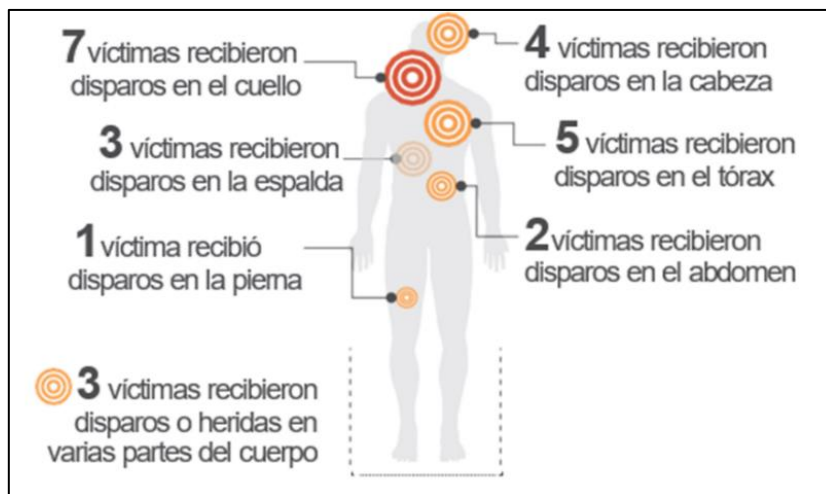 7 víctimas recibieron
disparos en el cuello
4 víctimas recibieron
disparos en la cabeza
3 víctimas recibieron
disparos en la espalda
5 víctimas recibieron
disparos en el tórax
1 víctima recibió
disparos en la pierna
2 víctimas recibieron
disparos en el abdomen
3 víctimas recibieron
disparos o heridas en
varias partes del cuerpo